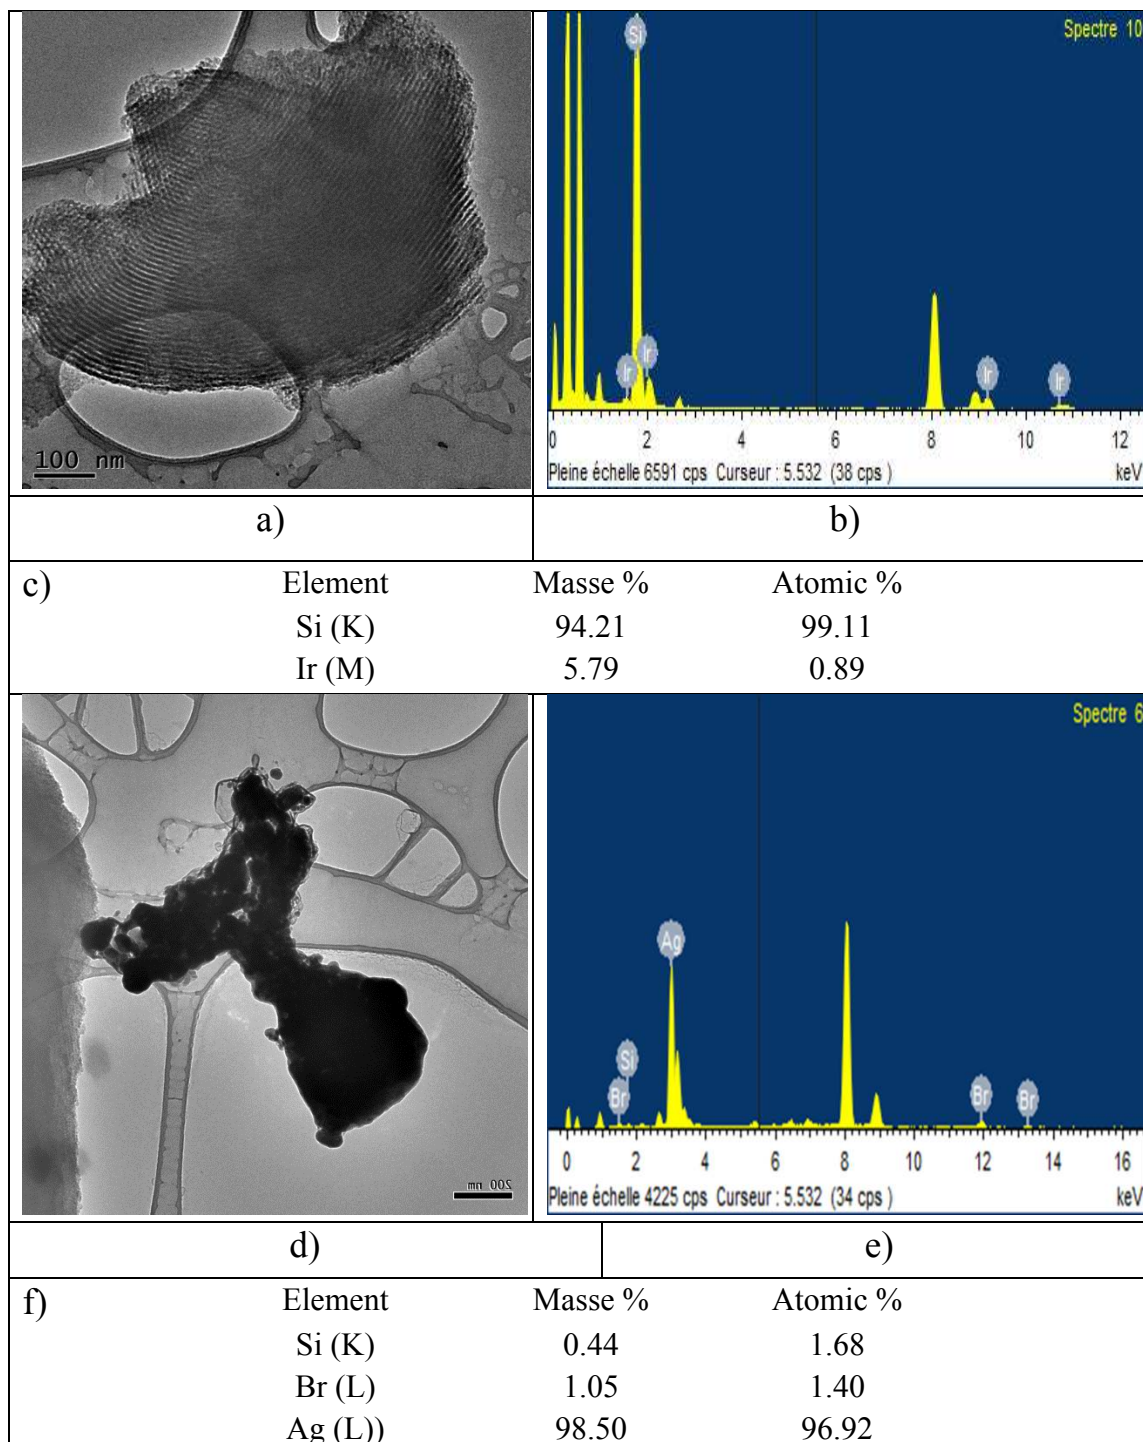 100 nm
Spectre 10
Si
Ir
Ir
Ir
Ir
0 2 4 6 8 10 12
Pleine échelle 6591 cps Curseur : 5.532 (38 cps )
keV
a)
b)
c)
Element Masse % Atomic %
Si (K) 94.21 99.11
Ir (M) 5.79 0.89
200 nm
Spectre 6
Ag
Si
Br
Br
Br
0 2 4 6 8 10 12 14 16
Pleine échelle 4225 cps Curseur : 5.532 (34 cps )
keV
d)
e)
f)
Element Masse % Atomic %
Si (K) 0.44 1.68
Br (L) 1.05 1.40
Ag (L)) 98.50 96.92